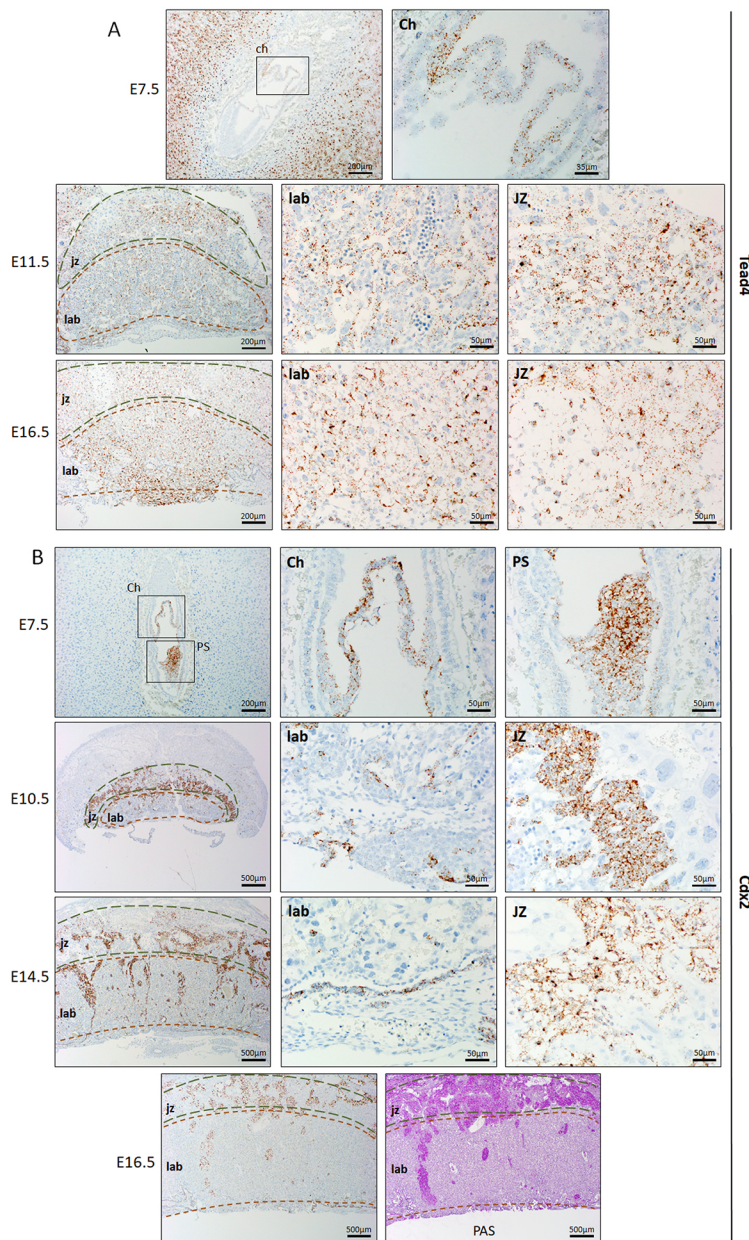 A
E7.5
ch
200µm
Ch
35µm
E11.5
jz
lab
200µm
lab
50µm
JZ
50µm
Tead4
E16.5
jz
lab
200µm
lab
50µm
JZ
50µm
B
E7.5
Ch
PS
200µm
Ch
50µm
PS
50µm
E10.5
jz
lab
500µm
lab
50µm
JZ
50µm
Cdx2
E14.5
jz
lab
500µm
lab
50µm
JZ
50µm
E16.5
jz
lab
500µm
jz
lab
500µm
PAS